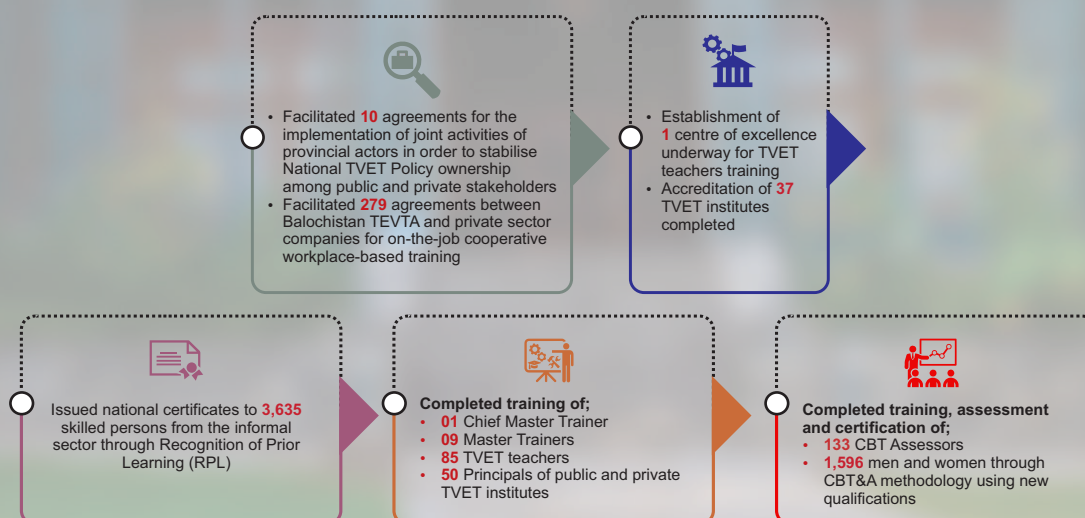 • Facilitated 10 agreements for the
implementation of joint activities of
provincial actors in order to stabilise
National TVET Policy ownership
among public and private stakeholders
• Facilitated 279 agreements between
Balochistan TEVTA and private sector
companies for on-the-job cooperative
workplace-based training
• Establishment of
1 centre of excellence
underway for TVET
teachers training
• Accreditation of 37
TVET institutes
completed
Issued national certificates to 3,635
skilled persons from the informal
sector through Recognition of Prior
Learning (RPL)
Completed training of;
• 01 Chief Master Trainer
• 09 Master Trainers
• 85 TVET teachers
• 50 Principals of public and private
TVET institutes
Completed training, assessment
and certification of;
• 133 CBT Assessors
• 1,596 men and women through
CBT&A methodology using new
qualifications